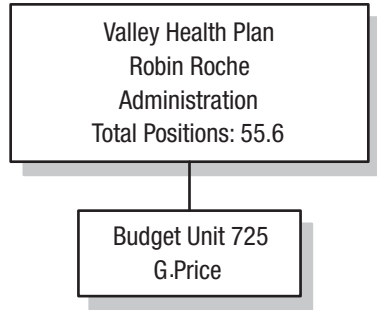 Valley Health Plan
Robin Roche
Administration
Total Positions: 55.6
Budget Unit 725
G.Price